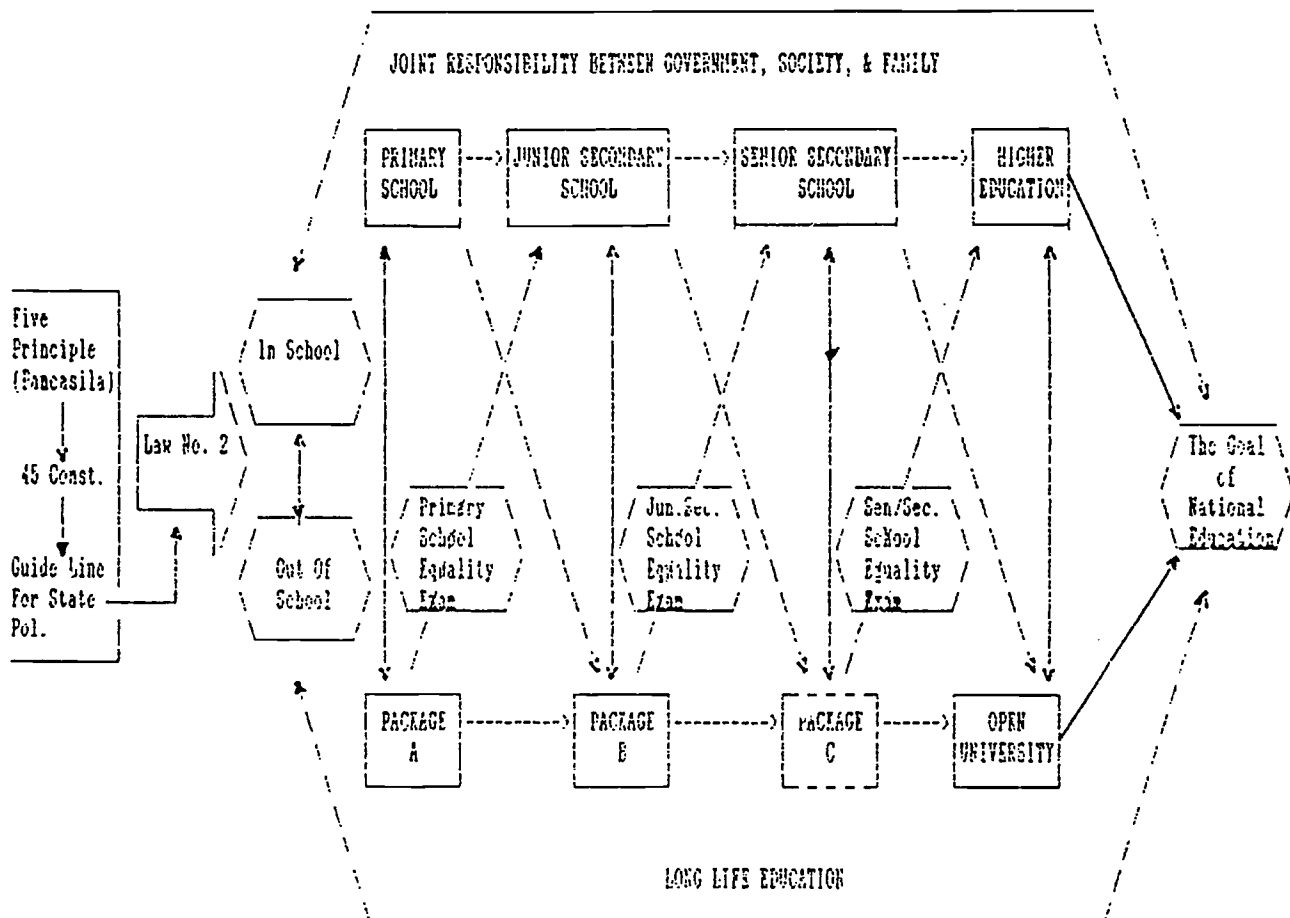 JOINT RESPONSIBILITY BETWEEN GOVERNMENT, SOCIETY, & FAMILY
PRIMARY
SCHOOL
JUNIOR SECONDARY
SCHOOL
SENIOR SECONDARY
SCHOOL
HIGHER
EDUCATION
Five
Principle
(Pancasila)
45 Const.
Guide Line
For State
Pol.
Law No. 2
In School
Out Of
School
Primary
School
Equality
Exam
Jun.Sec.
School
Equality
Exam
Sen/Sec.
School
Equality
Exam
The Goal
of
National
Education
PACKAGE
A
PACKAGE
B
PACKAGE
C
OPEN
UNIVERSITY
LONG LIFE EDUCATION